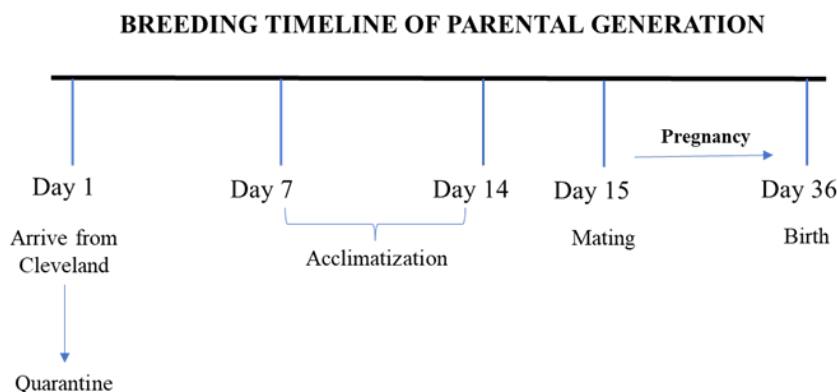 BREEDING TIMELINE OF PARENTAL GENERATION
Pregnancy
Day 1
Day 7
Day 14
Day 15
Day 36
Arrive from
Cleveland
Acclimatization
Mating
Birth
Quarantine